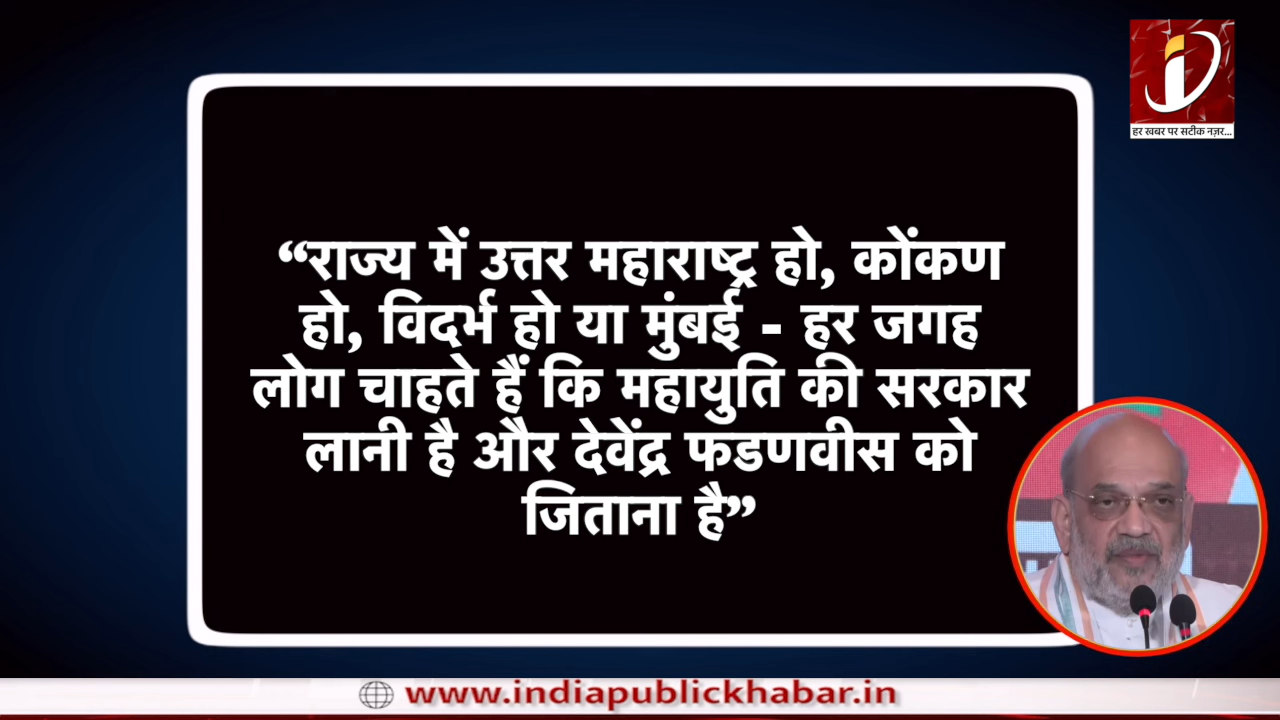 हर खबर पर सटीक नज़र...
“राज्य में उत्तर महाराष्ट्र हो, कोंकण
हो, विदर्भ हो या मुंबई - हर जगह
लोग चाहते हैं कि महायुति की सरकार
लानी है और देवेंद्र फडणवीस को
जिताना है”
www.indiapublickhabar.in